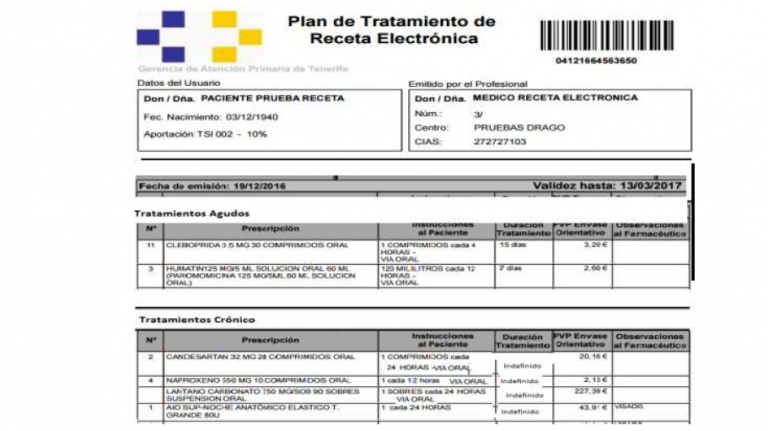 Plan de Tratamiento de
Receta Electrónica
04121664563650
Gerencia de Atención Primaria de Tenerife
Datos del Usuario
Emitido por el Profesional
Don / Dña. PACIENTE PRUEBA RECETA
Fec. Nacimiento: 03/12/1940
Aportación: TSI 002 - 10%
Don / Dña. MEDICO RECETA ELECTRONICA
Núm.: 3/
Centro: PRUEBAS DRAGO
CIAS: 272727103
Fecha de emisión: 19/12/2016 Validez hasta: 13/03/2017
Tratamientos Agudos
Nº Prescripción Instrucciones al Paciente Duración Tratamiento PVP Envase Orientativo Observaciones al Farmacéutico
11 CLEBOPRIDA 0.5 MG 30 COMPRIMIDOS ORAL 1 COMPRIMIDOS cada 4 15 días 3,20 €
HORAS -
VIA ORAL
3 HUMATIN125 MG/5 ML SOLUCION ORAL 60 ML 120 MILILITROS cada 12 7 días 2,60 €
(PAROMOMICINA 125 MG/5ML 60 ML SOLUCION HORAS -
ORAL) VIA ORAL
Tratamientos Crónico
Nº Prescripción Instrucciones al Paciente Duración Tratamiento PVP Envase Orientativo Observaciones al Farmacéutico
2 CANDESARTAN 32 MG 28 COMPRIMIDOS ORAL 1 COMPRIMIDOS cada 20,16 €
24 HORAS -VIA ORAL Indefinido
4 NAPROXENO 550 MG 10 COMPRIMIDOS ORAL 1 cada 12 horas VIA ORAL Indefinido 2,13 €
LANTANO CARBONATO 750 MG/SOB 90 SOBRES 1 SOBRES cada 24 HORAS 227,39 €
SUSPENSION ORAL VIA ORAL Indefinido
1 AIO SUP-NOCHE ANATÓMICO ELASTICO T. 1 cada 24 HORAS Indefinido 43,91 € VISADO.
GRANDE 80U